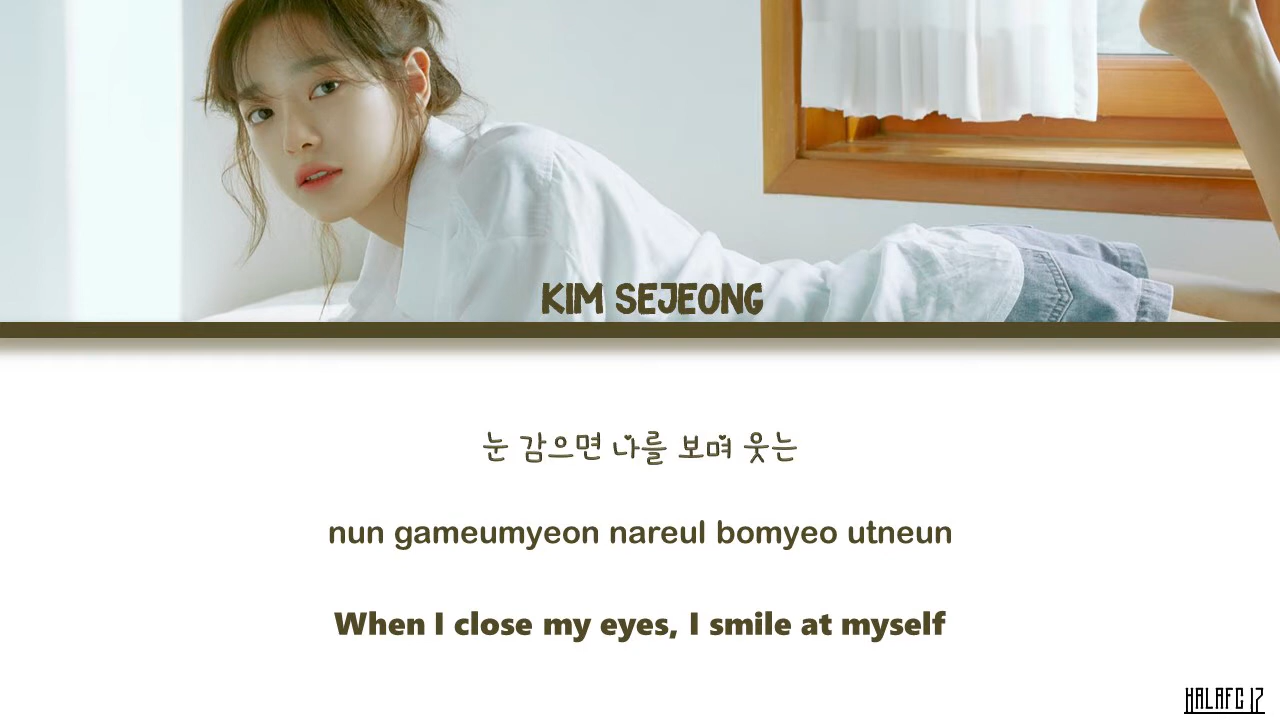 KIM SEJEONG
눈 감으면 나를 보며 웃는
nun gameumyeon nareul bomyeo utneun
When I close my eyes, I smile at myself
HALAFC 17